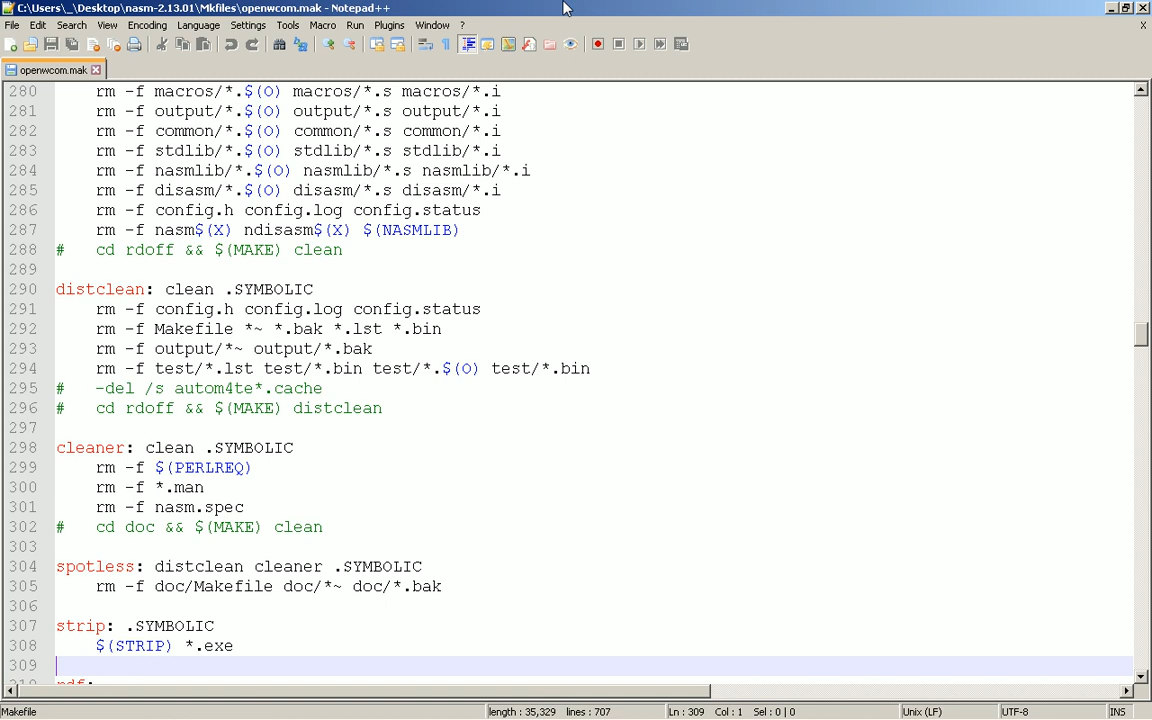 C:\Users\_\Desktop\nasm-2.13.01\Mkfiles\openwcom.mak - Notepad++
File Edit Search View Encoding Language Settings Tools Macro Run Plugins Window ? X
openwcom.mak
280 rm -f macros/*.$(O) macros/*.s macros/*.i
281 rm -f output/*.$(O) output/*.s output/*.i
282 rm -f common/*.$(O) common/*.s common/*.i
283 rm -f stdlib/*.$(O) stdlib/*.s stdlib/*.i
284 rm -f nasmlib/*.$(O) nasmlib/*.s nasmlib/*.i
285 rm -f disasm/*.$(O) disasm/*.s disasm/*.i
286 rm -f config.h config.log config.status
287 rm -f nasm$(X) ndisasm$(X) $(NASMLIB)
288 # cd rdoff && $(MAKE) clean
289
290 distclean: clean .SYMBOLIC
291 rm -f config.h config.log config.status
292 rm -f Makefile *~ *.bak *.lst *.bin
293 rm -f output/*~ output/*.bak
294 rm -f test/*.lst test/*.bin test/*.$(O) test/*.bin
295 # -del /s autom4te*.cache
296 # cd rdoff && $(MAKE) distclean
297
298 cleaner: clean .SYMBOLIC
299 rm -f $(PERLREQ)
300 rm -f *.man
301 rm -f nasm.spec
302 # cd doc && $(MAKE) clean
303
304 spotless: distclean cleaner .SYMBOLIC
305 rm -f doc/Makefile doc/*~ doc/*.bak
306
307 strip: .SYMBOLIC
308 $(STRIP) *.exe
309
Makefile length : 35,329 lines : 707 Ln : 309 Col : 1 Sel : 0 | 0 Unix (LF) UTF-8 INS